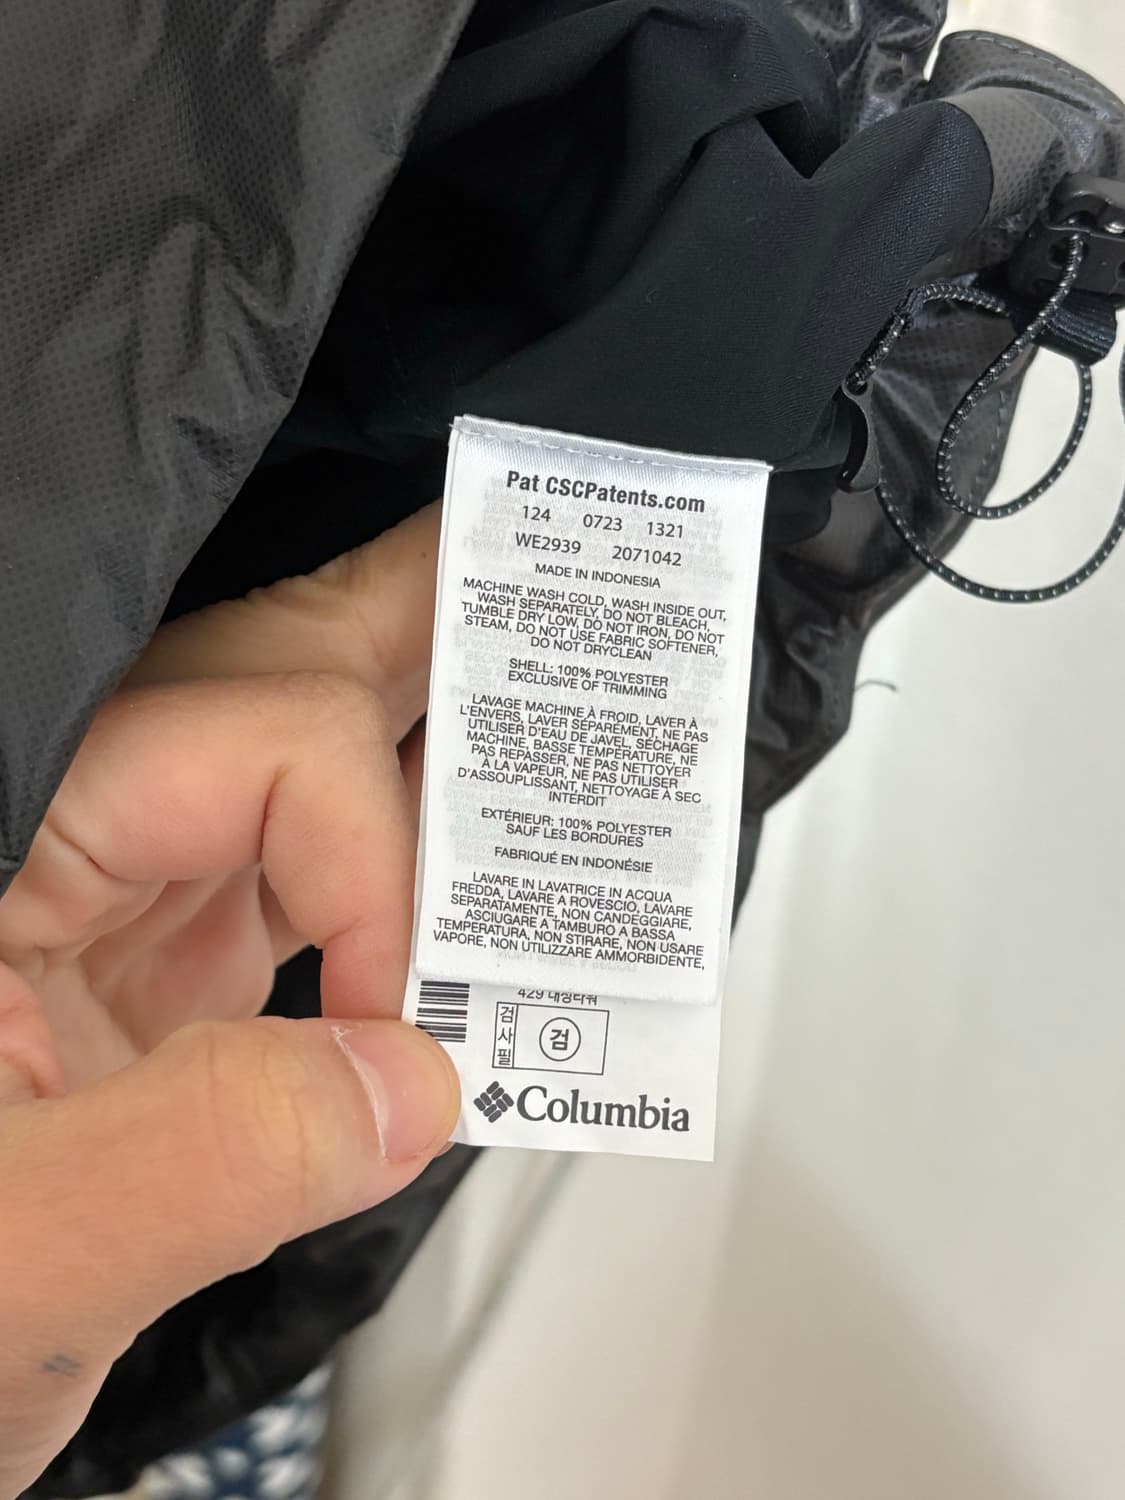 Pat CSCPatents.com
124 0723 1321
WE2939 2071042
MADE IN INDONESIA
MACHINE WASH COLD, WASH INSIDE OUT,
WASH SEPARATELY, DO NOT BLEACH,
TUMBLE DRY LOW, DO NOT IRON, DO NOT
STEAM, DO NOT USE FABRIC SOFTENER,
DO NOT DRYCLEAN
SHELL: 100% POLYESTER
EXCLUSIVE OF TRIMMING
LAVAGE MACHINE À FROID, LAVER À
L'ENVERS, LAVER SÉPARÉMENT, NE PAS
UTILISER D'EAU DE JAVEL, SÉCHAGE
MACHINE, BASSE TEMPÉRATURE, NE
PAS REPASSER, NE PAS NETTOYER
À LA VAPEUR, NE PAS UTILISER
D'ASSOUPLISSANT, NETTOYAGE À SEC
INTERDIT
EXTÉRIEUR: 100% POLYESTER
SAUF LES BORDURES
FABRIQUÉ EN INDONÉSIE
LAVARE IN LAVATRICE IN ACQUA
FREDDA, LAVARE A ROVESCIO, LAVARE
SEPARATAMENTE, NON CANDEGGIARE,
ASCIUGARE A TAMBURO A BASSA
TEMPERATURA, NON STIRARE, NON USARE
VAPORE, NON UTILIZZARE AMMORBIDENTE,
429
검사필
검
Columbia